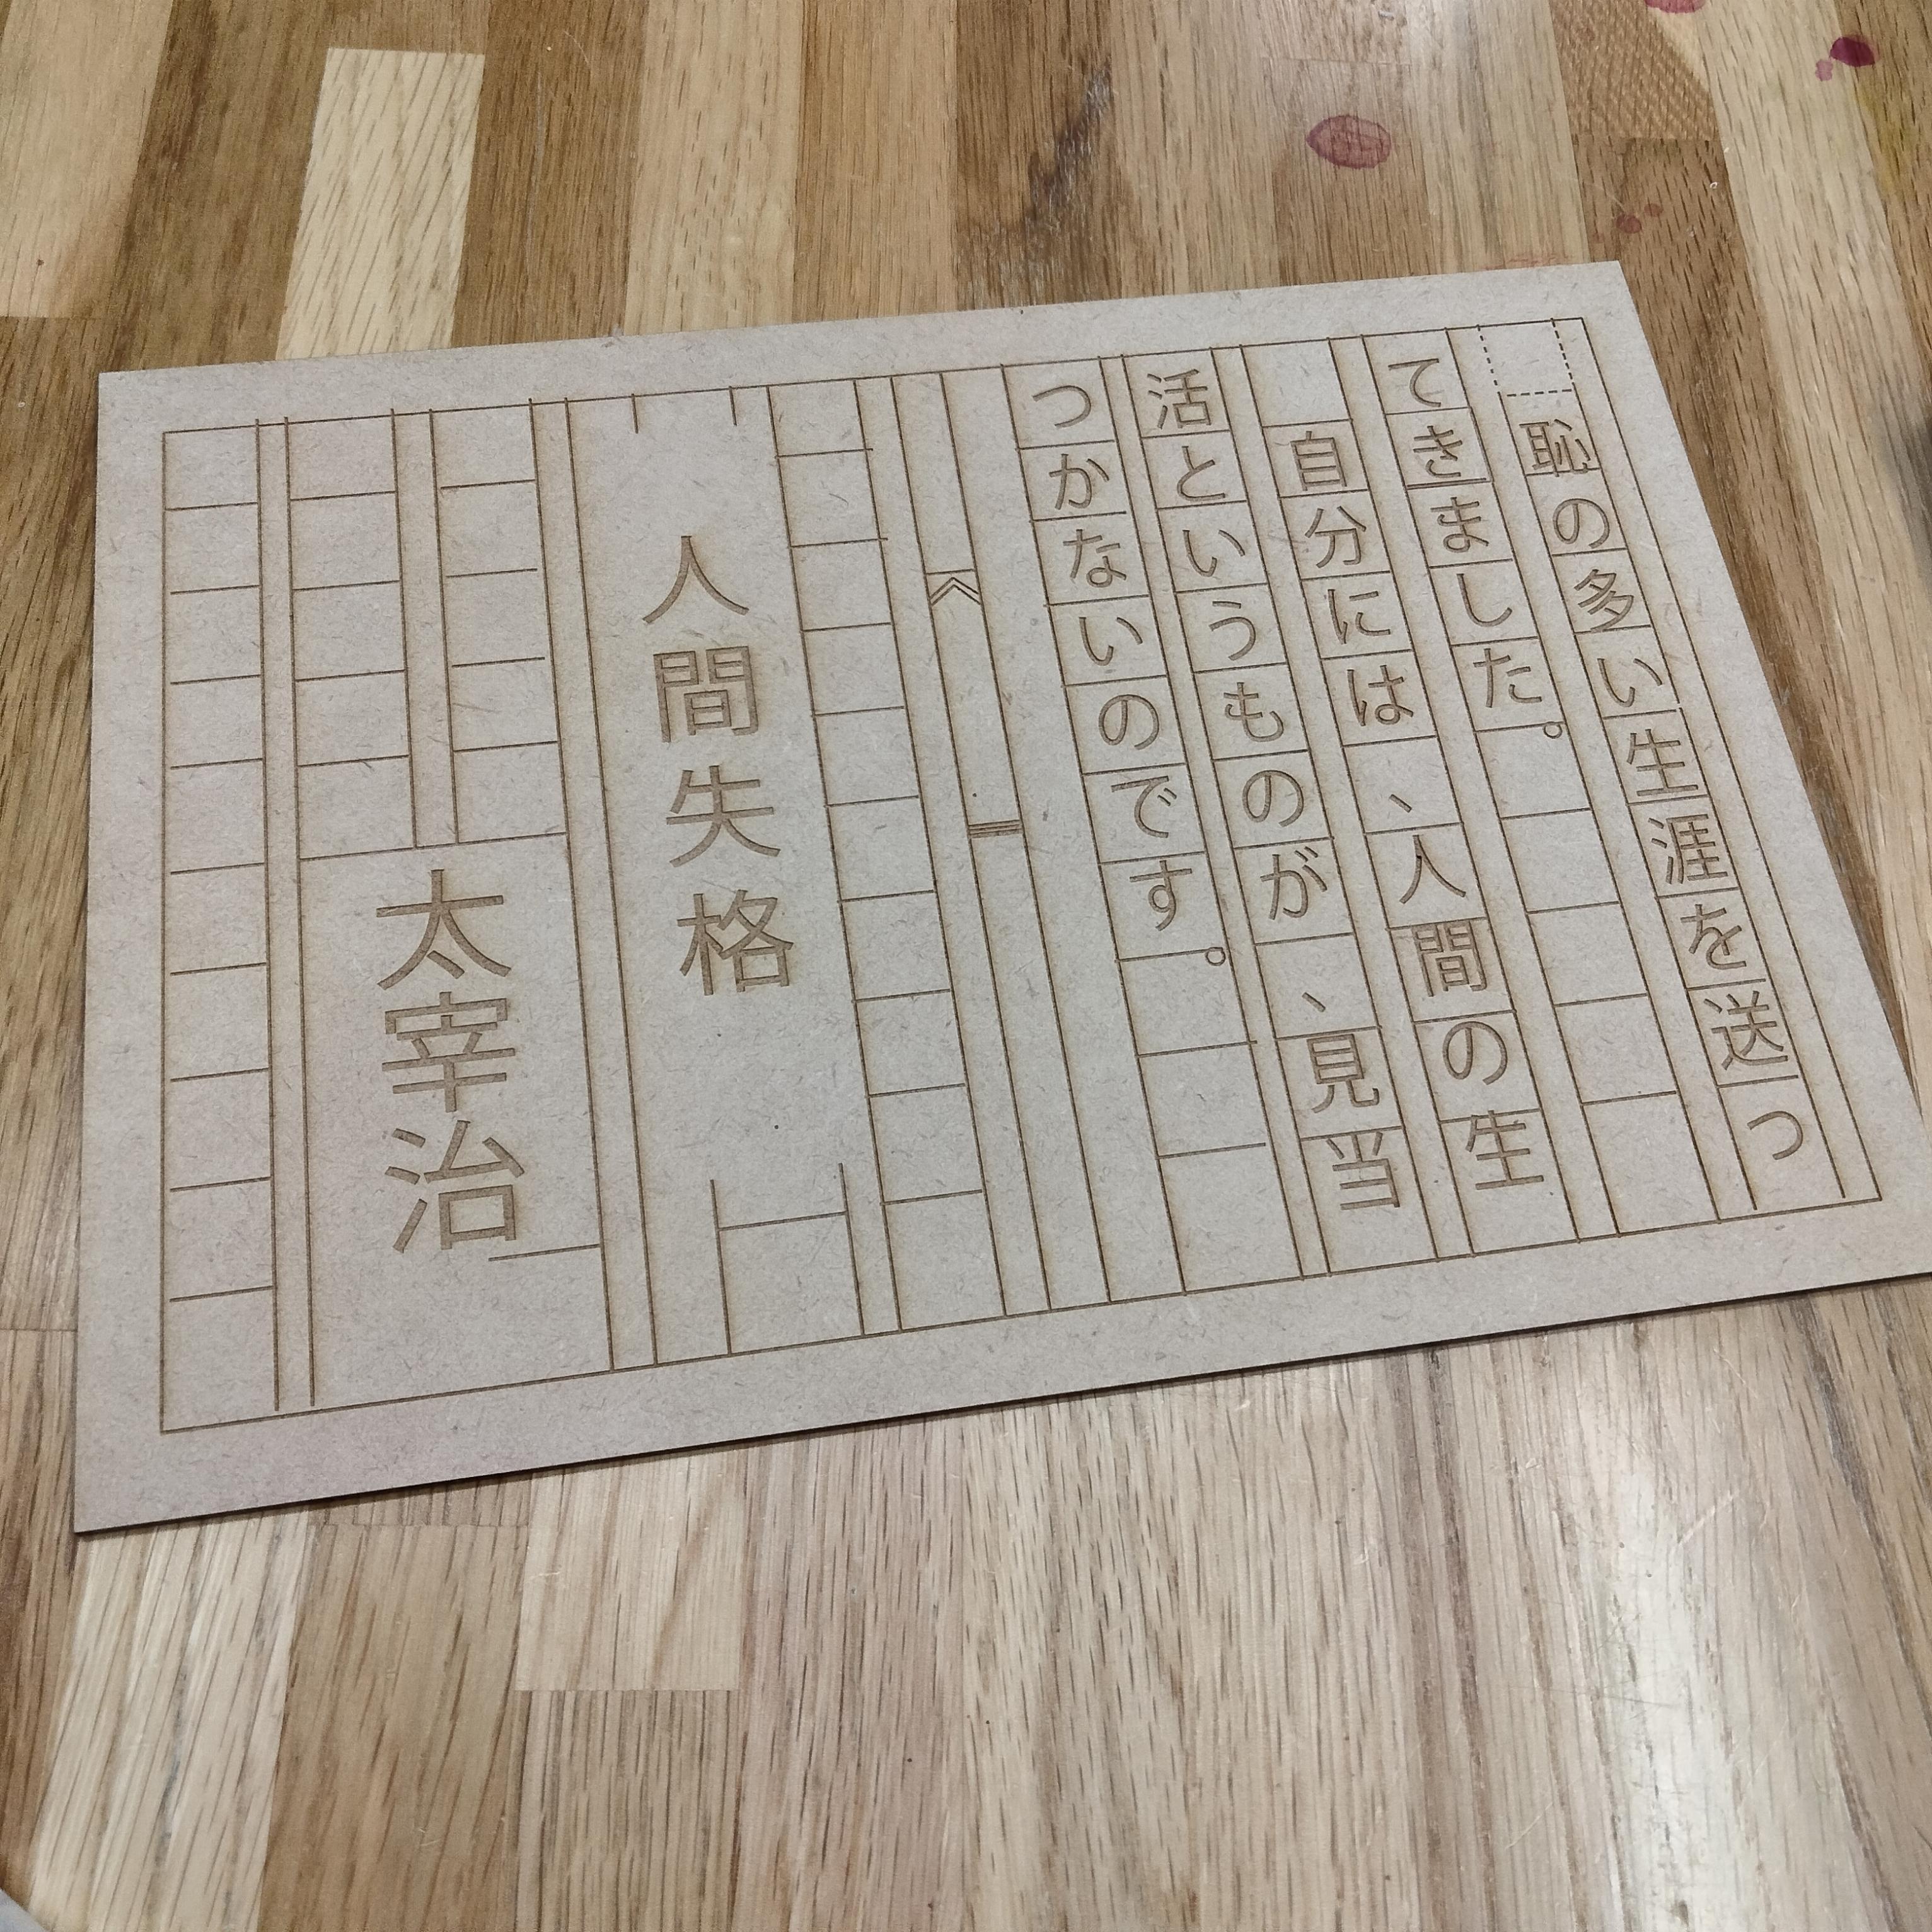 恥の多い生涯を送っ
てきました。
自分には、人間の生
活というものが、見当
つかないのです。
人間失格
太宰治